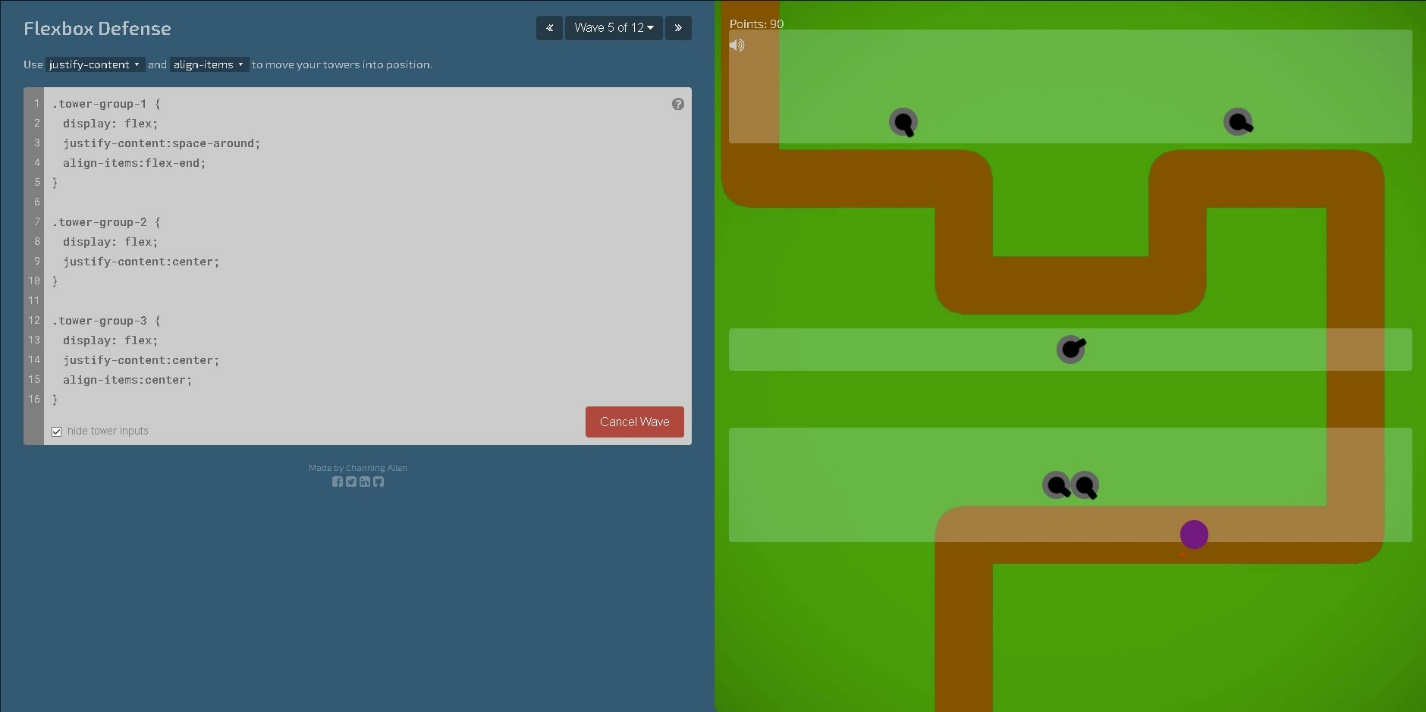 Flexbox Defense
« Wave 5 of 12 »
Use justify-content and align-items to move your towers into position.
1 .tower-group-1 {
2 display: flex;
3 justify-content:space-around;
4 align-items:flex-end;
5 }
6
7 .tower-group-2 {
8 display: flex;
9 justify-content:center;
10 }
11
12 .tower-group-3 {
13 display: flex;
14 justify-content:center;
15 align-items:center;
16 }
?
hide tower inputs
Cancel Wave
Made by Channing Allen
Points: 90